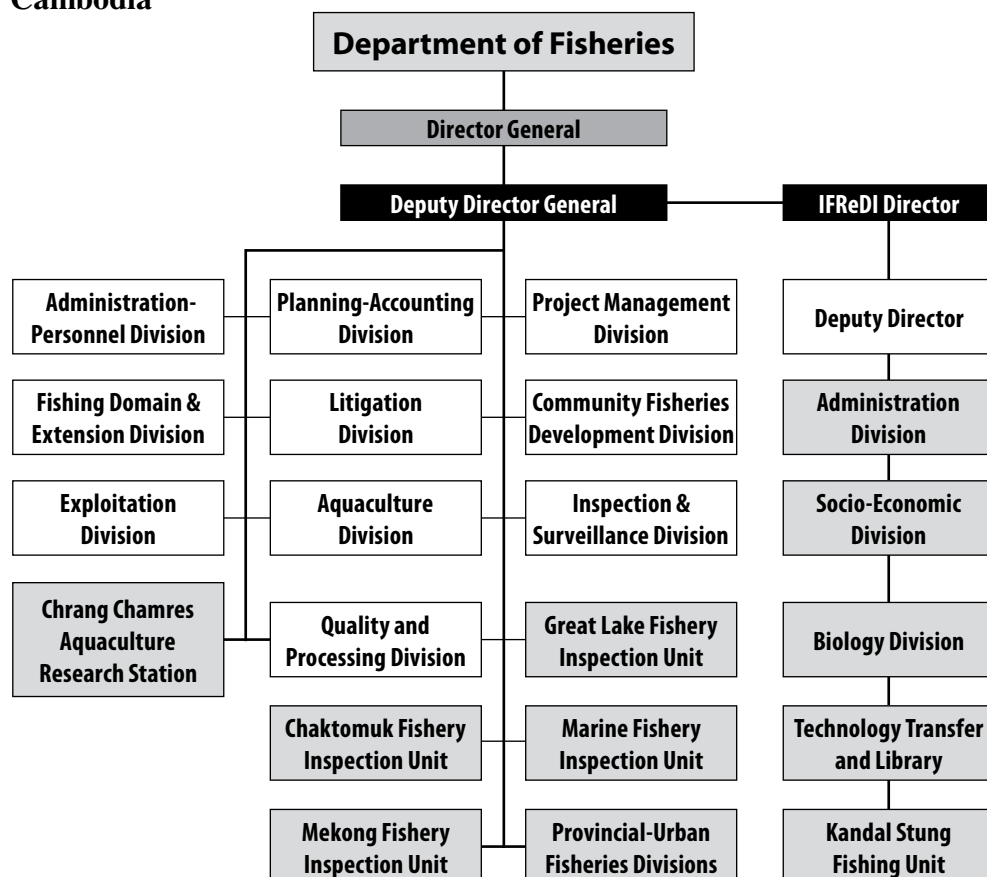 Cambodia
Department of Fisheries
Director General
Deputy Director General
IFReDI Director
Administration-
Personnel Division
Planning-Accounting
Division
Project Management
Division
Deputy Director
Fishing Domain &
Extension Division
Litigation
Division
Community Fisheries
Development Division
Administration
Division
Exploitation
Division
Aquaculture
Division
Inspection &
Surveillance Division
Socio-Economic
Division
Chrang Chamres
Aquaculture
Research Station
Quality and
Processing Division
Great Lake Fishery
Inspection Unit
Biology Division
Chaktomuk Fishery
Inspection Unit
Marine Fishery
Inspection Unit
Technology Transfer
and Library
Mekong Fishery
Inspection Unit
Provincial-Urban
Fisheries Divisions
Kandal Stung
Fishing Unit